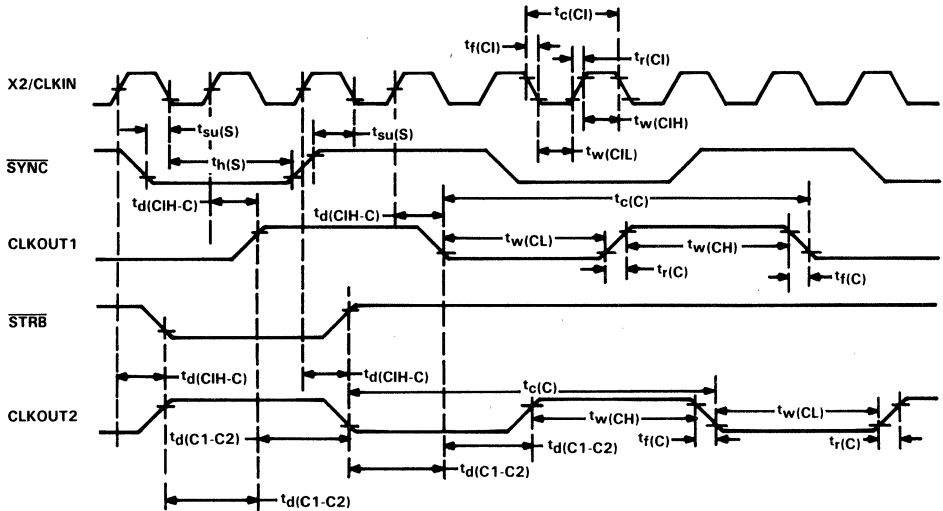 tc(CI)
tf(CI)
tr(CI)
X2/CLKIN
tsu(S)
tsu(S)
tw(CIH)
th(S)
tw(CIL)
SYNC
td(CIH-C)
td(CIH-C)
tc(C)
CLKOUT1
tw(CL)
tw(CH)
tr(C)
tf(C)
STRB
td(CIH-C)
td(CIH-C)
tc(C)
CLKOUT2
tw(CH)
tw(CL)
td(C1-C2)
td(C1-C2)
tf(C)
tr(C)
td(C1-C2)
td(C1-C2)